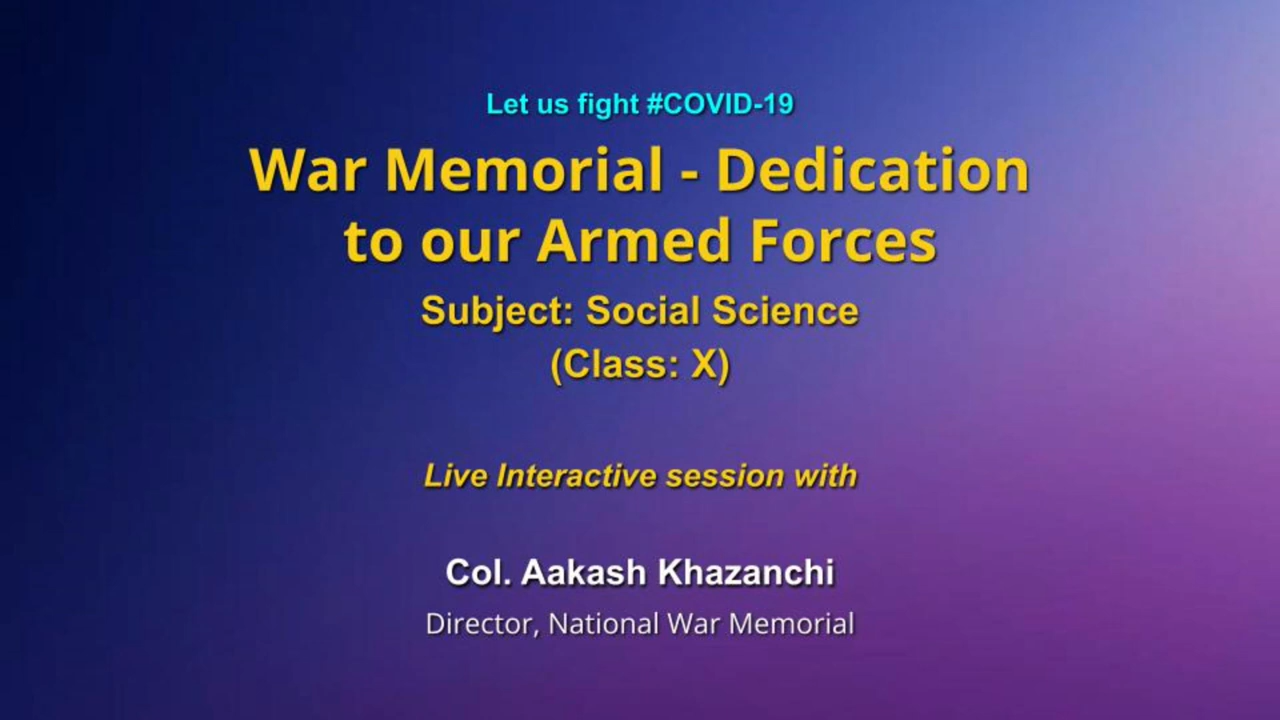 Let us fight #COVID-19
War Memorial - Dedication
to our Armed Forces
Subject: Social Science
(Class: X)
Live Interactive session with
Col. Aakash Khazanchi
Director, National War Memorial